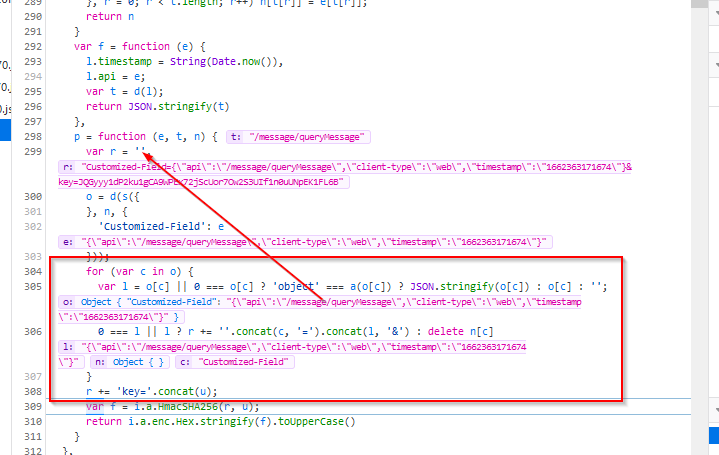 289 }, r = 0; r < t.length; r++) n[t[r]] = e[t[r]];
290 return n
291 }
292 var f = function (e) {
293 l.timestamp = String(Date.now()),
294 l.api = e;
295 var t = d(l);
296 return JSON.stringify(t)
297 },
298 p = function (e, t, n) { t: "/message/queryMessage"
299 var r = ''
r: "Customized-Field={\"api\":\"/message/queryMessage\",\"client-type\":\"web\",\"timestamp\":\"1662363171674\"}&
300 o = d(s({
301 }, n, {
302 'Customized-Field': e
e: "{\"api\":\"/message/queryMessage\",\"client-type\":\"web\",\"timestamp\":\"1662363171674\"}"
303 }));
304 for (var c in o) {
305 var l = o[c] || 0 === o[c] ? 'object' === a(o[c]) ? JSON.stringify(o[c]) : o[c] : '';
o: Object { "Customized-Field": "{\"api\":\"/message/queryMessage\",\"client-type\":\"web\",\"timestamp
\":\"1662363171674\"}" }
306 0 === l || l ? r += ''.concat(c, '=').concat(l, '&') : delete n[c]
l: "{\"api\":\"/message/queryMessage\",\"client-type\":\"web\",\"timestamp\":\"1662363171674
\"}" n: Object { } c: "Customized-Field"
307 }
308 r += 'key='.concat(u);
309 var f = i.a.HmacSHA256(r, u);
310 return i.a.enc.Hex.stringify(f).toUpperCase()
311 }
312 },